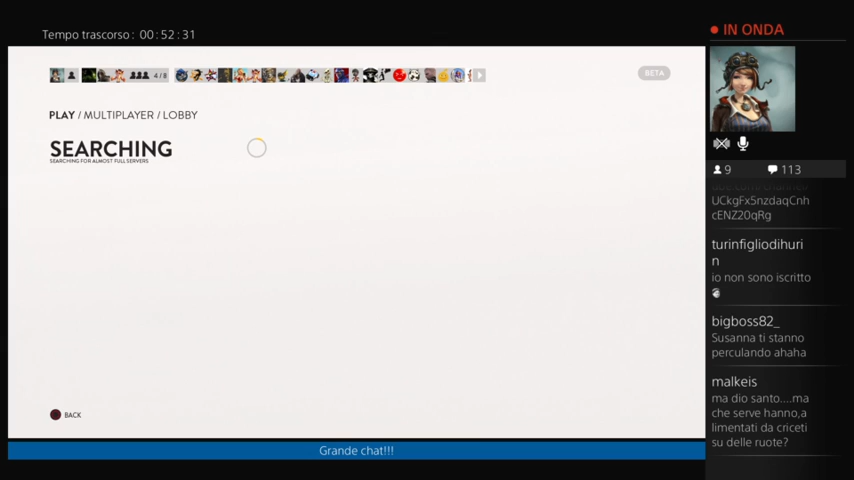 Tempo trascorso: 00:52:31
IN ONDA
4/8
BETA
PLAY / MULTIPLAYER / LOBBY
SEARCHING
SEARCHING FOR ALMOST FULL SERVERS
BACK
Grande chat!!!
9 113
UCkgFx5nzdaqCnh
cENZ20qRg
turinfigliodihuri
n
io non sono iscritto
bigboss82_
Susanna ti stanno
perculando ahaha
malkeis
ma dio santo....ma
che serve hanno,a
limentati da criceti
su delle ruote?